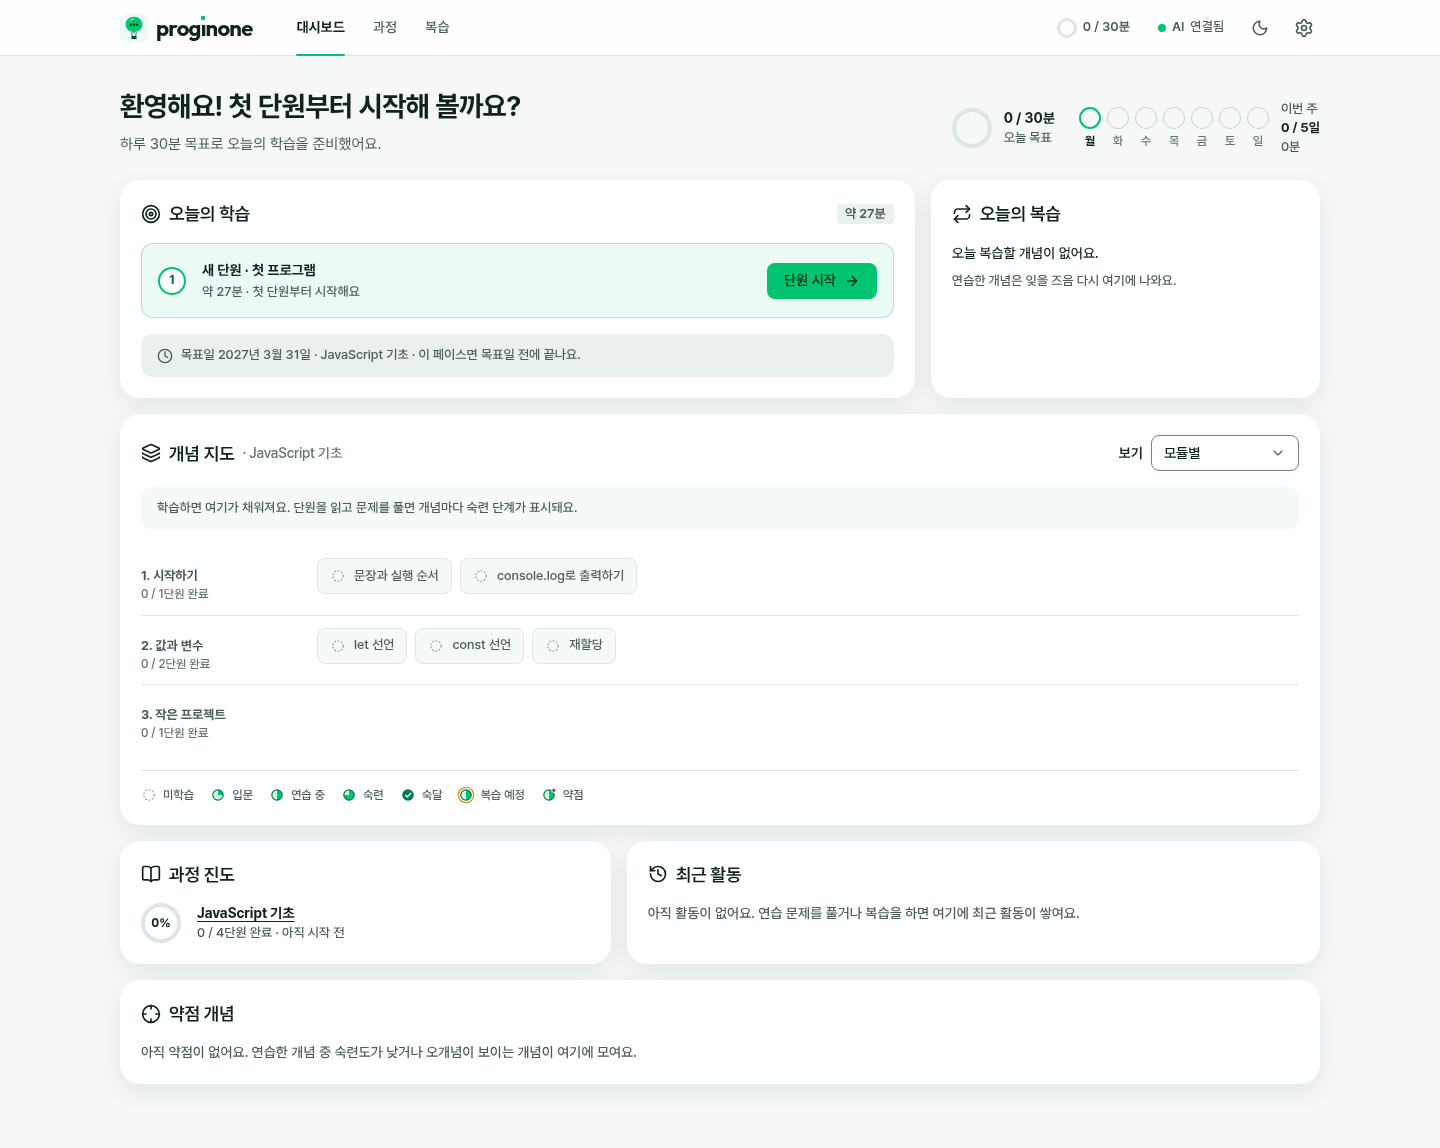 proginone
대시보드
과정
복습
0 / 30분
AI 연결됨
환영해요! 첫 단원부터 시작해 볼까요?
하루 30분 목표로 오늘의 학습을 준비했어요.
0 / 30분
오늘 목표
월 화 수 목 금 토 일
이번 주
0 / 5일
0분
오늘의 학습
약 27분
1
새 단원 · 첫 프로그램
약 27분 · 첫 단원부터 시작해요
단원 시작
목표일 2027년 3월 31일 · JavaScript 기초 · 이 페이스면 목표일 전에 끝나요.
오늘의 복습
오늘 복습할 개념이 없어요.
연습한 개념은 잊을 즈음 다시 여기에 나와요.
개념 지도 · JavaScript 기초
보기
모듈별
학습하면 여기가 채워져요. 단원을 읽고 문제를 풀면 개념마다 숙련 단계가 표시돼요.
1. 시작하기
0 / 1단원 완료
문장과 실행 순서
console.log로 출력하기
2. 값과 변수
0 / 2단원 완료
let 선언
const 선언
재할당
3. 작은 프로젝트
0 / 1단원 완료
미학습
입문
연습 중
숙련
숙달
복습 예정
약점
과정 진도
0%
JavaScript 기초
0 / 4단원 완료 · 아직 시작 전
최근 활동
아직 활동이 없어요. 연습 문제를 풀거나 복습을 하면 여기에 최근 활동이 쌓여요.
약점 개념
아직 약점이 없어요. 연습한 개념 중 숙련도가 낮거나 오개념이 보이는 개념이 여기에 모여요.